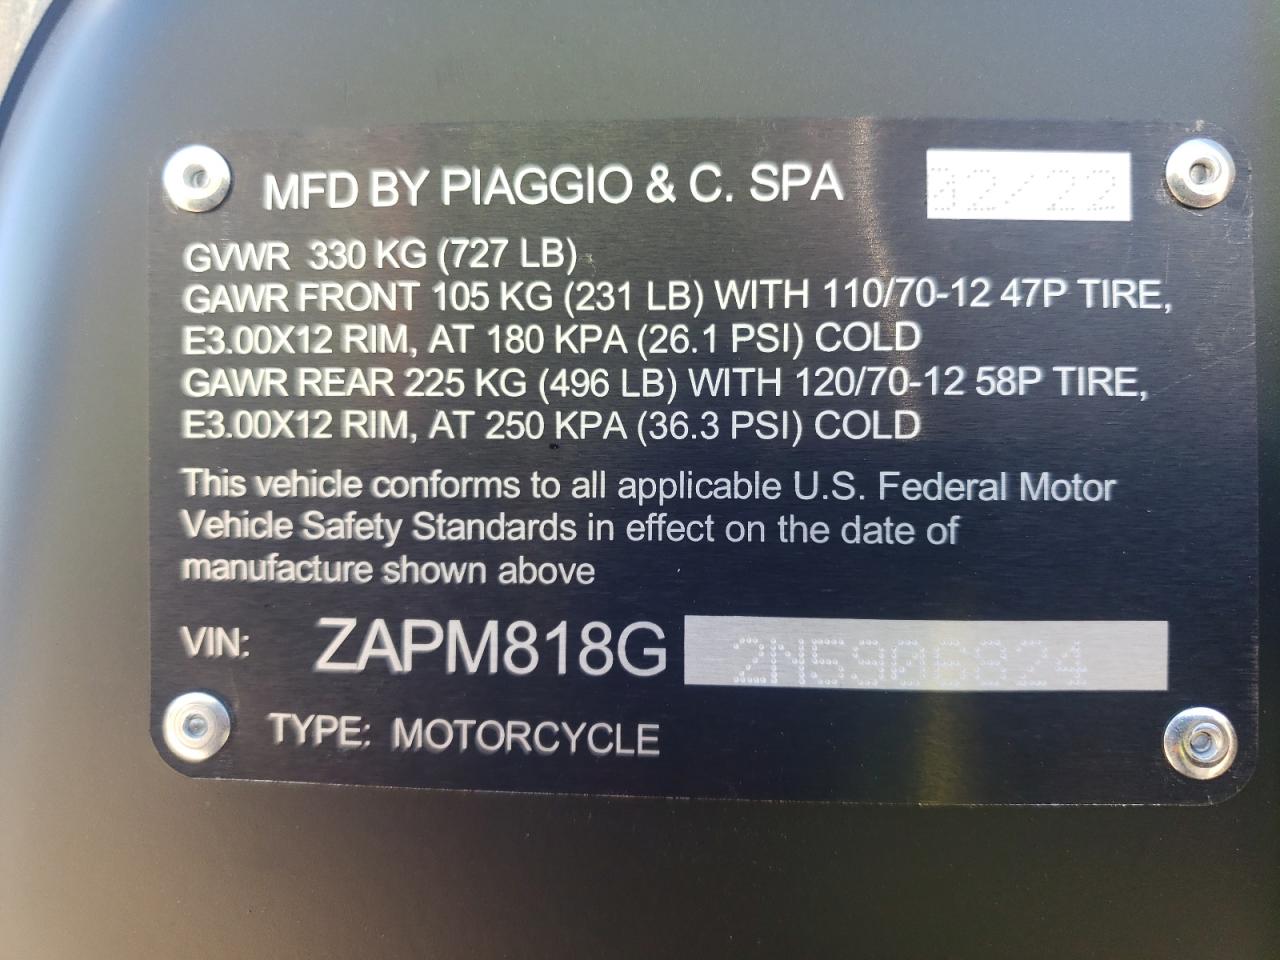 MFD BY PIAGGIO & C. SPA 02/22
GVWR 330 KG (727 LB)
GAWR FRONT 105 KG (231 LB) WITH 110/70-12 47P TIRE,
E3.00X12 RIM, AT 180 KPA (26.1 PSI) COLD
GAWR REAR 225 KG (496 LB) WITH 120/70-12 58P TIRE,
E3.00X12 RIM, AT 250 KPA (36.3 PSI) COLD
This vehicle conforms to all applicable U.S. Federal Motor
Vehicle Safety Standards in effect on the date of
manufacture shown above
VIN: ZAPM818G 2N5906824
TYPE: MOTORCYCLE